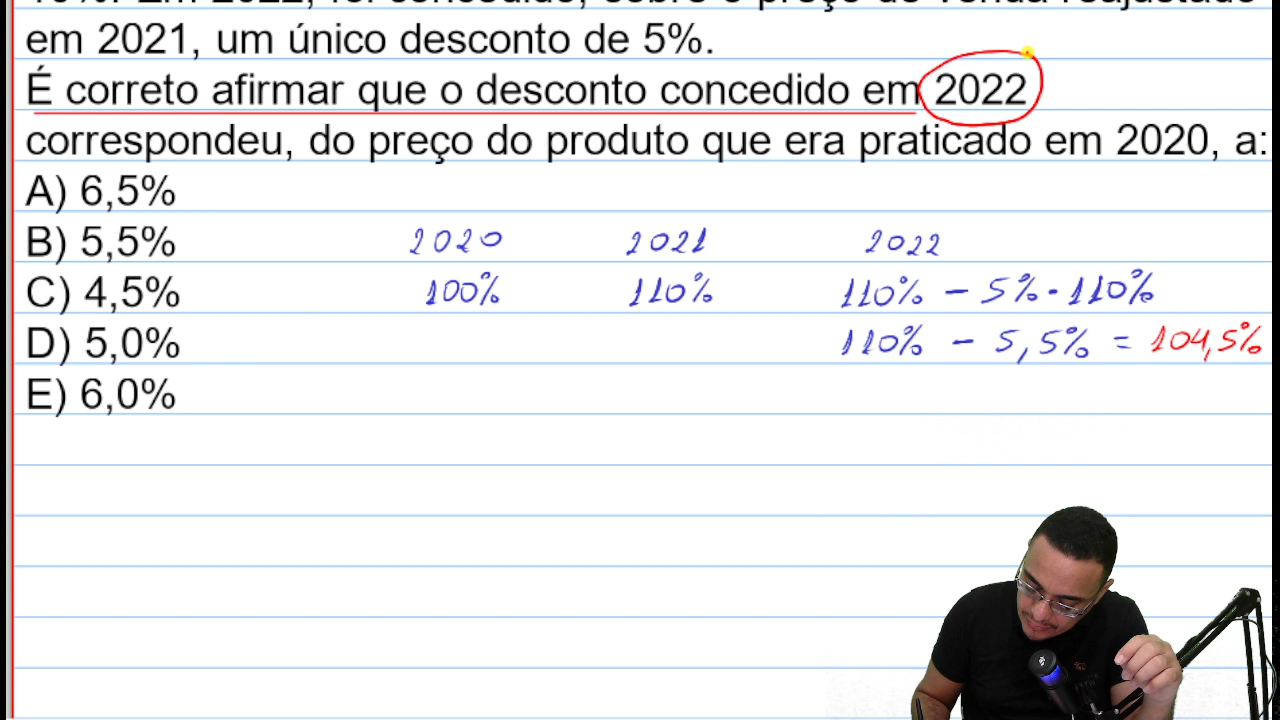 em 2021, um único desconto de 5%.
É correto afirmar que o desconto concedido em 2022
correspondeu, do preço do produto que era praticado em 2020, a:
A) 6,5%
B) 5,5% 2020 2021 2022
C) 4,5% 100% 110% 110% - 5% · 110%
D) 5,0% 110% - 5,5% = 104,5%
E) 6,0%